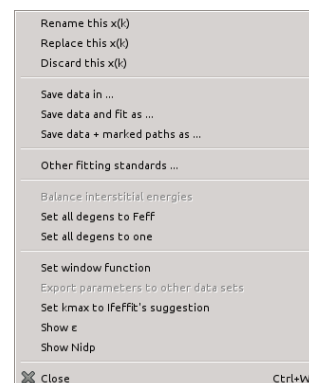 Rename this χ(k)
Replace this χ(k)
Discard this χ(k)
Save data in ...
Save data and fit as ...
Save data + marked paths as ...
Other fitting standards ...
Balance interstitial energies
Set all degens to Feff
Set all degens to one
Set window function
Export parameters to other data sets
Set kmax to Ifeffit's suggestion
Show ε
Show Nidp
Close Ctrl+W